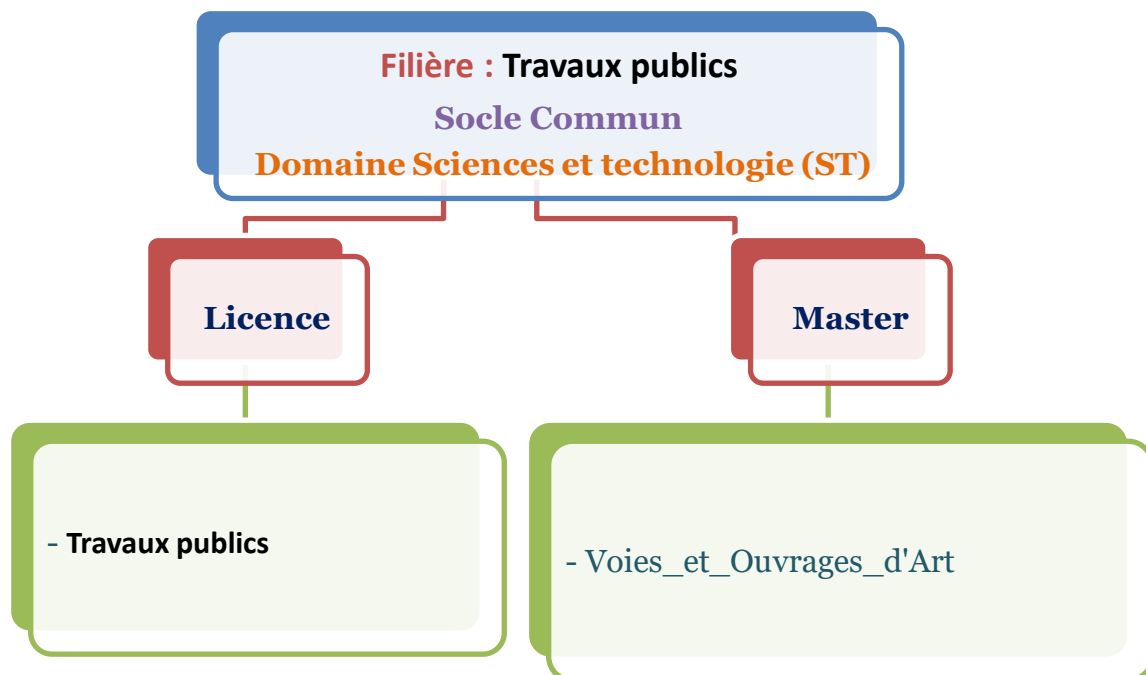 Filière : Travaux publics
Socle Commun
Domaine Sciences et technologie (ST)
Licence
Master
- Travaux publics
- Voies_et_Ouvrages_d'Art